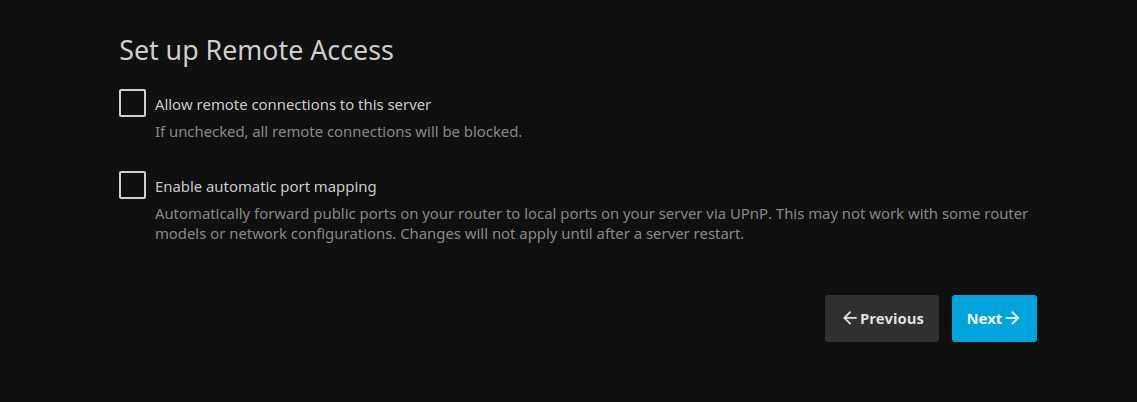 Set up Remote Access
Allow remote connections to this server
If unchecked, all remote connections will be blocked.
Enable automatic port mapping
Automatically forward public ports on your router to local ports on your server via UPnP. This may not work with some router
models or network configurations. Changes will not apply until after a server restart.
Previous
Next